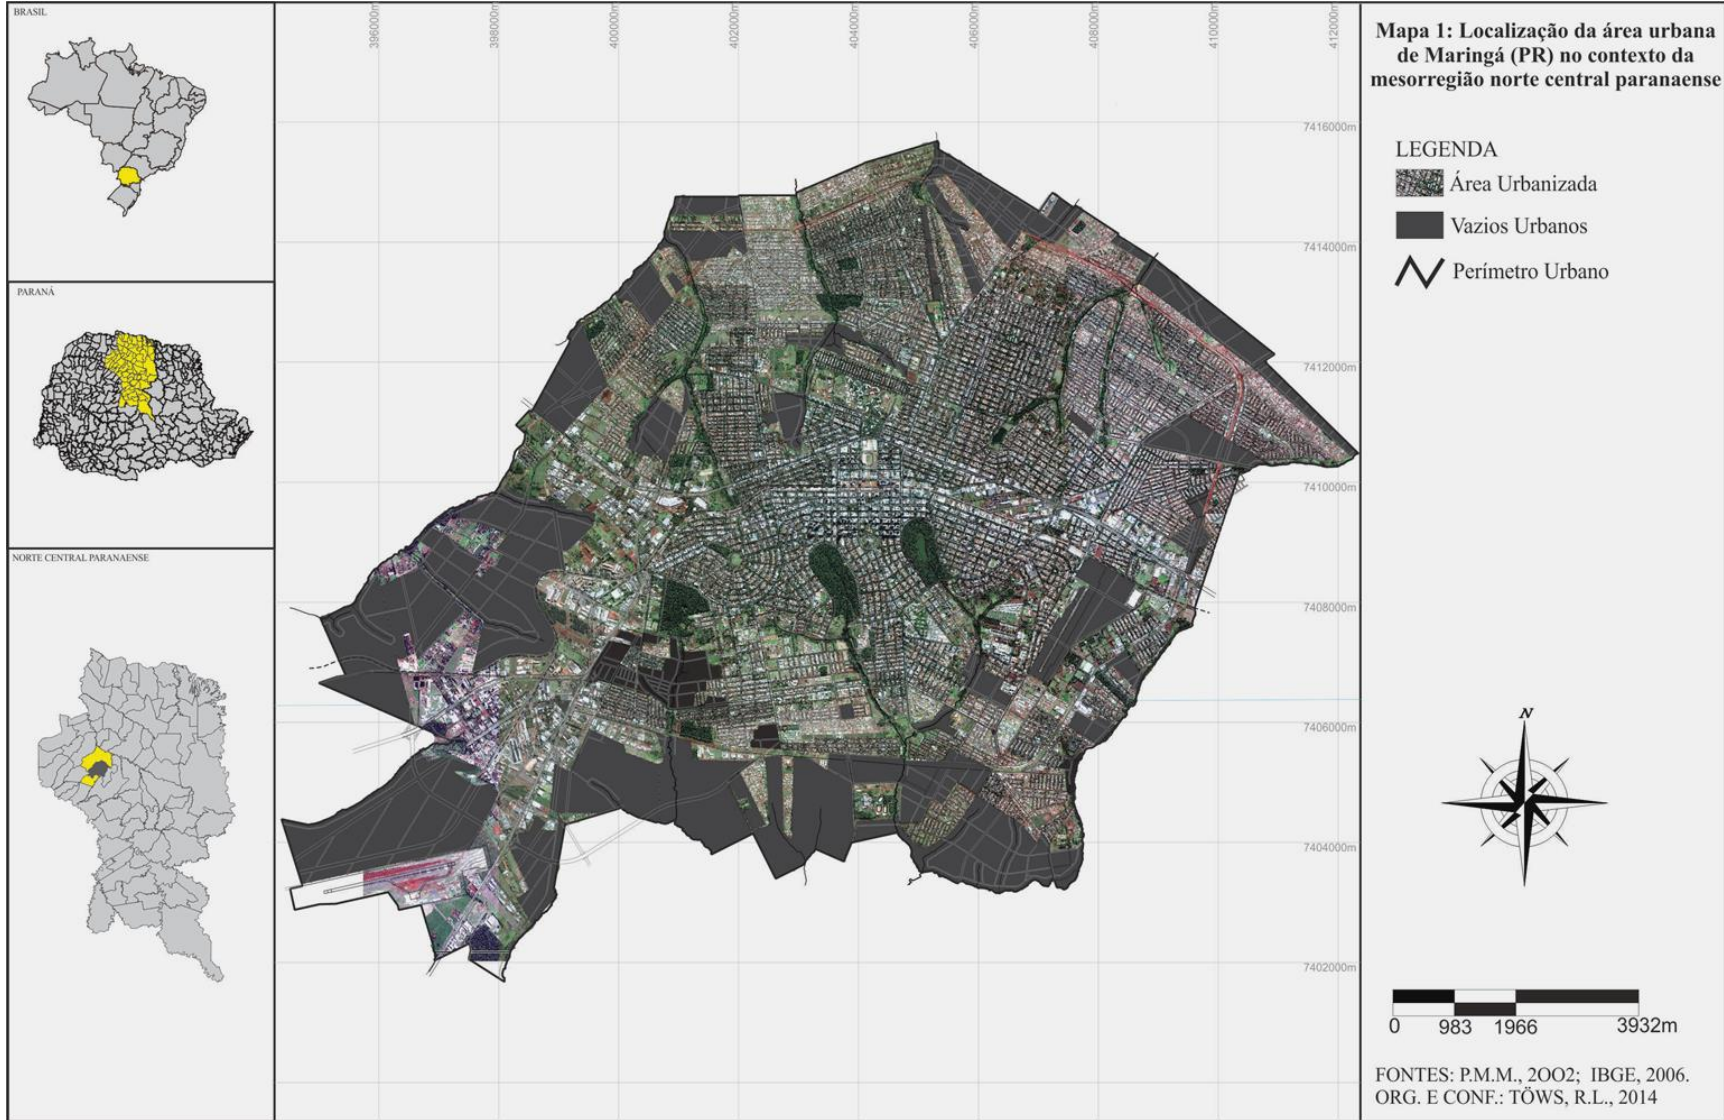 BRASIL
PARANÁ
NORTE CENTRAL PARANAENSE
396000m
398000m
400000m
402000m
404000m
406000m
408000m
410000m
412000m
7416000m
7414000m
7412000m
7410000m
7408000m
7406000m
7404000m
7402000m
Mapa 1: Localização da área urbana
de Maringá (PR) no contexto da
mesorregião norte central paranaense
LEGENDA
Área Urbanizada
Vazios Urbanos
Perímetro Urbano
N
0 983 1966 3932m
FONTES: P.M.M., 2OO2; IBGE, 2006.
ORG. E CONF.: TÖWS, R.L., 2014